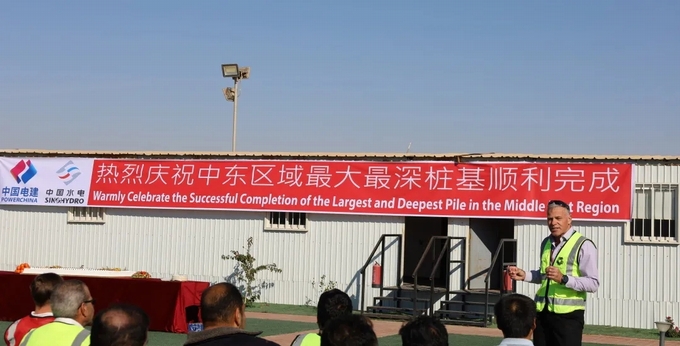 中国电建
POWERCHINA
中国水电
SINOHYDRO
热烈庆祝中东区域最大最深桩基顺利完成
Warmly Celebrate the Successful Completion of the Largest and Deepest Pile in the Middle st Region